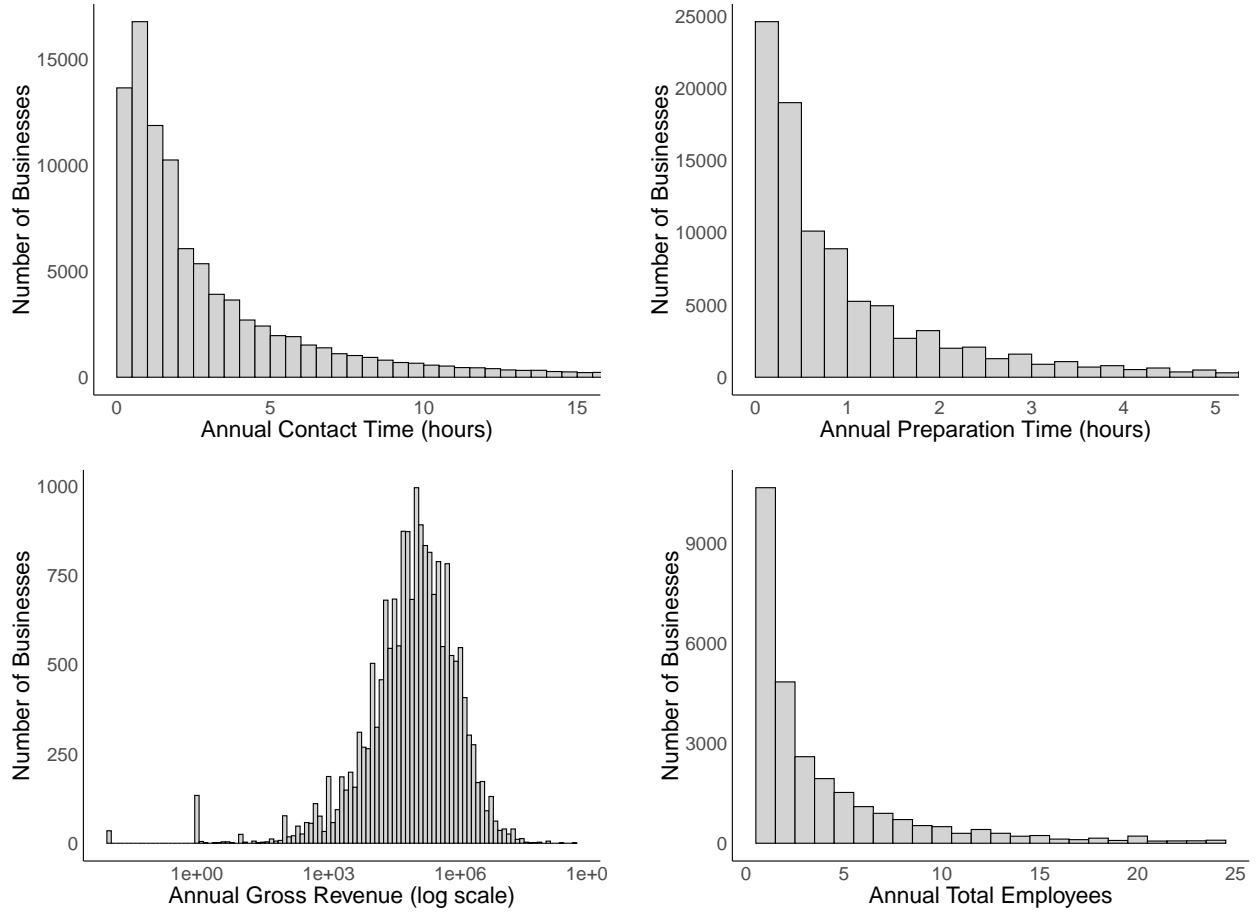 15000
10000
5000
0
Number of Businesses
0 5 10 15
Annual Contact Time (hours)
25000
20000
15000
10000
5000
0
Number of Businesses
0 1 2 3 4 5
Annual Preparation Time (hours)
1000
750
500
250
0
Number of Businesses
1e+00 1e+03 1e+06 1e+0
Annual Gross Revenue (log scale)
9000
6000
3000
0
Number of Businesses
0 5 10 15 20 25
Annual Total Employees